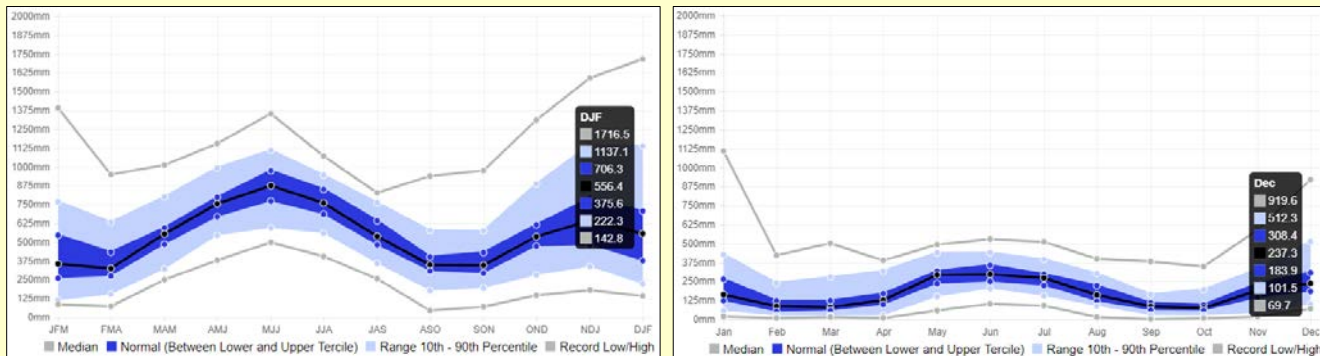 2000mm
1875mm
1750mm
1625mm
1500mm
1375mm
1250mm
1125mm
1000mm
875mm
750mm
625mm
500mm
375mm
250mm
125mm
0mm
JFM FMA MAM AMJ MJJ JJA JAS ASO SON OND NDJ DJF
DJF
1716.5
1137.1
706.3
556.4
375.6
222.3
142.8
Median Normal (Between Lower and Upper Tercile) Range 10th - 90th Percentile Record Low/High
2000mm
1875mm
1750mm
1625mm
1500mm
1375mm
1250mm
1125mm
1000mm
875mm
750mm
625mm
500mm
375mm
250mm
125mm
0mm
Jan Feb Mar Apr May Jun Jul Aug Sep Oct Nov Dec
Dec
919.6
512.3
308.4
237.3
183.9
101.5
69.7
Median Normal (Between Lower and Upper Tercile) Range 10th - 90th Percentile Record Low/High